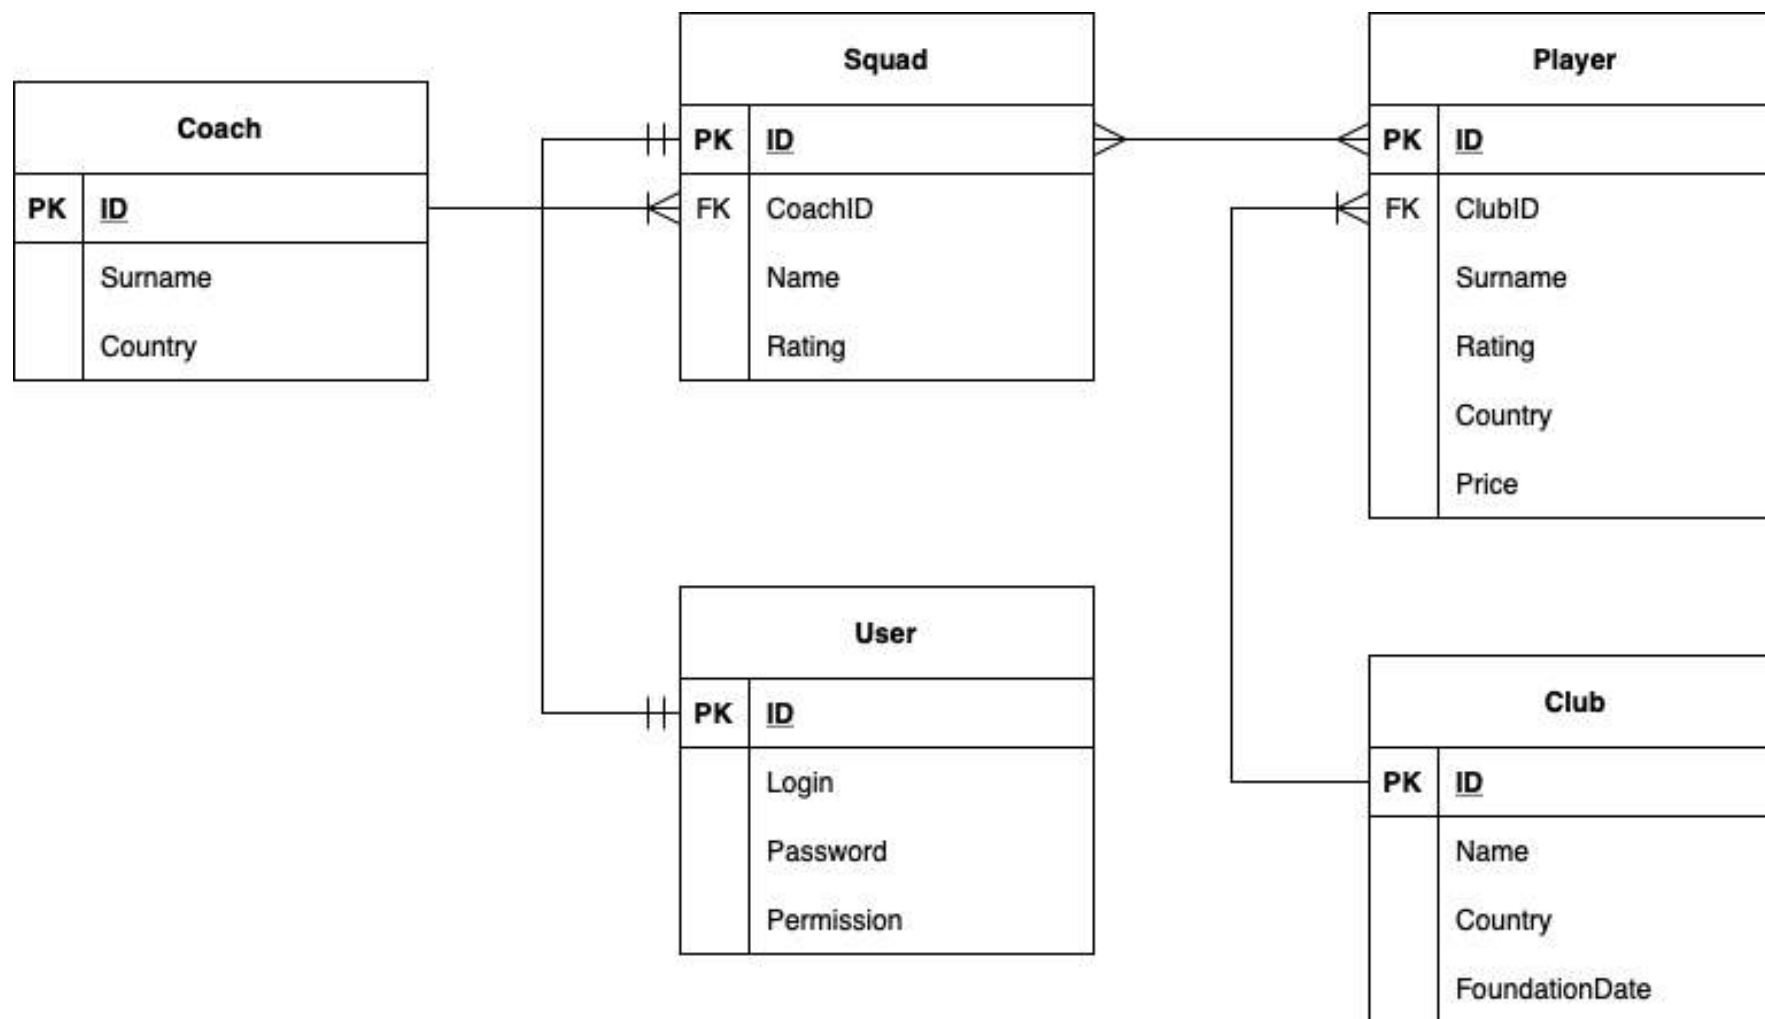 Coach
PK ID
Surname
Country
Squad
PK ID
FK CoachID
Name
Rating
Player
PK ID
FK ClubID
Surname
Rating
Country
Price
User
PK ID
Login
Password
Permission
Club
PK ID
Name
Country
FoundationDate